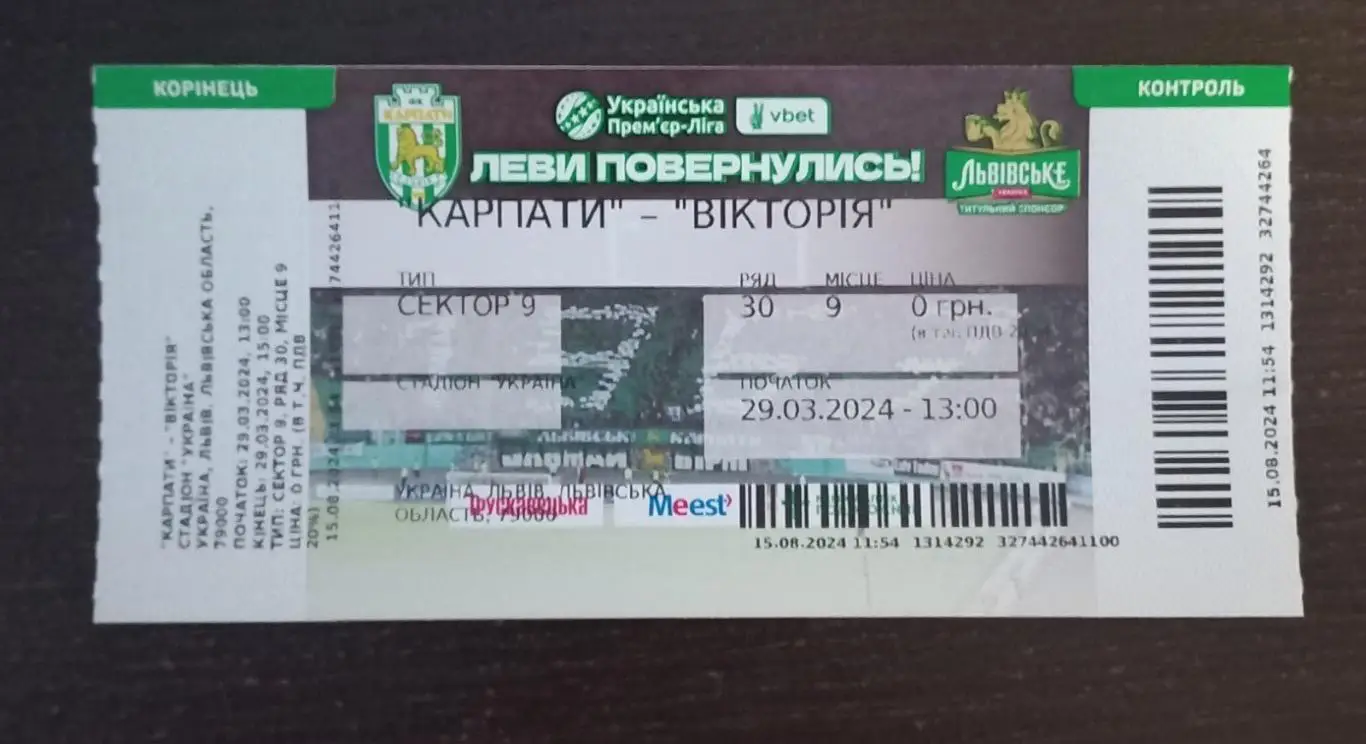 КОРІНЕЦЬ
"КАРПАТИ" - "ВІКТОРІЯ"
СТАДІОН "УКРАЇНА"
УКРАЇНА, ЛЬВІВ, ЛЬВІВСЬКА ОБЛАСТЬ,
79000
ПОЧАТОК: 29.03.2024, 13:00
КІНЕЦЬ: 29.03.2024, 15:00
ТИП: СЕКТОР 9, РЯД 30, МІСЦЕ 9
ЦІНА: 0 ГРН. (В Т. Ч. ПДВ
20%)
КАРПАТИ
Українська
Прем'єр-Ліга
vbet
ЛЕВИ ПОВЕРНУЛИСЬ!
ЛЬВІВСЬКЕ
ТИТУЛЬНИЙ СПОНСОР
"КАРПАТИ" - "ВІКТОРІЯ"
ТИП
РЯД
МІСЦЕ
ЦІНА
СЕКТОР 9
30
9
0 грн.
СТАДІОН "УКРАЇНА"
ПОЧАТОК
29.03.2024 - 13:00
УКРАЇНА, ЛЬВІВ, ЛЬВІВСЬКА
ОБЛАСТЬ, 79000
Трускавецька
Meest
15.08.2024 11:54 1314292 327442641100
КОНТРОЛЬ
15.08.2024 11:54 1314292 32744264